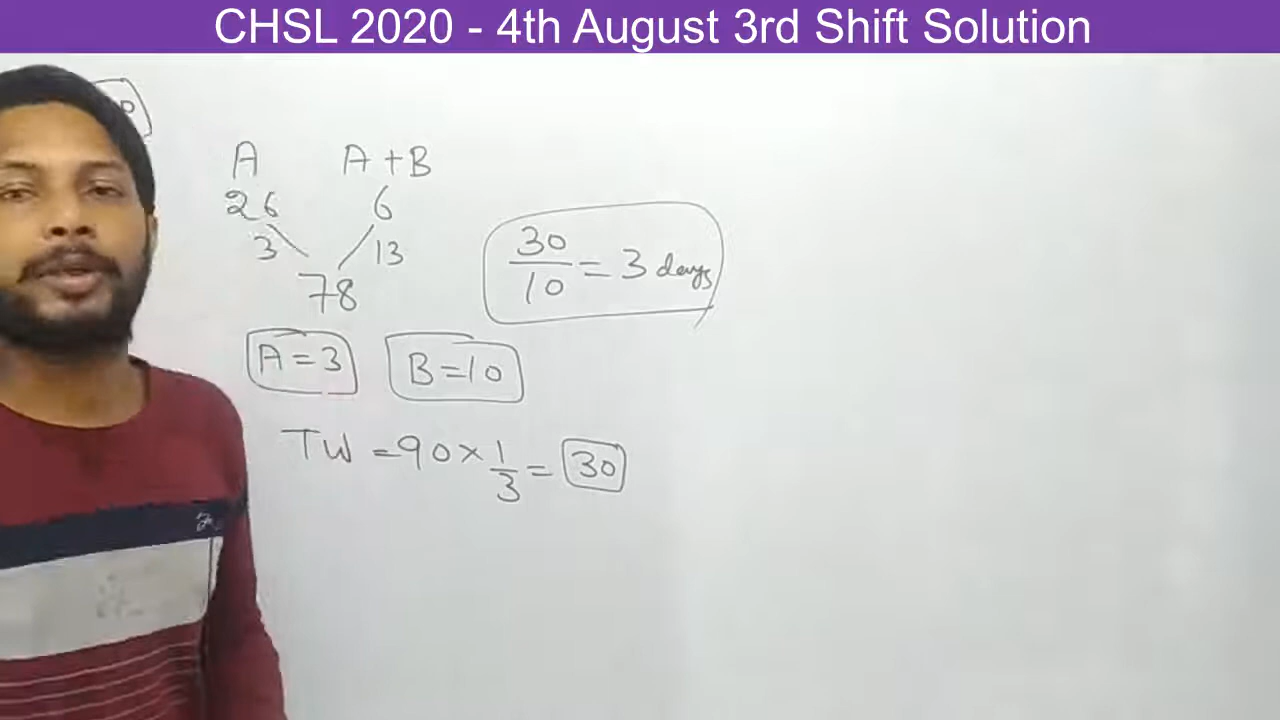 CHSL 2020 - 4th August 3rd Shift Solution
A A+B
26 6
3 13
78
30/10 = 3 days
A=3 B=10
TW = 90 × 1/3 = 30